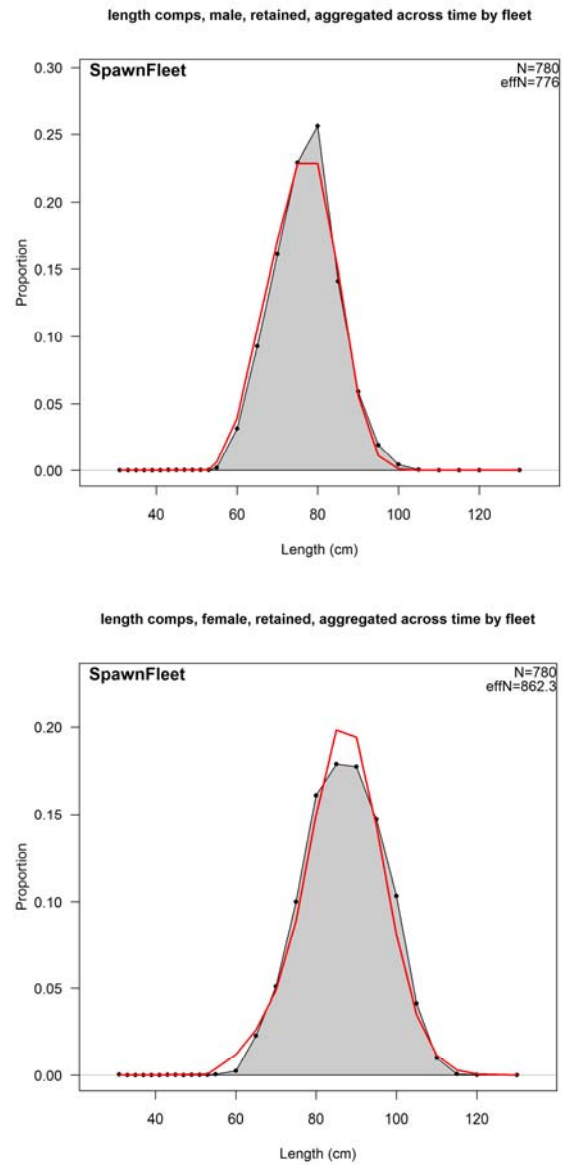 length comps, male, retained, aggregated across time by fleet
SpawnFleet
N=780
effN=776
0.30
0.25
0.20
0.15
0.10
0.05
0.00
Proportion
40 60 80 100 120
Length (cm)
length comps, female, retained, aggregated across time by fleet
SpawnFleet
N=780
effN=862.3
0.20
0.15
0.10
0.05
0.00
Proportion
40 60 80 100 120
Length (cm)